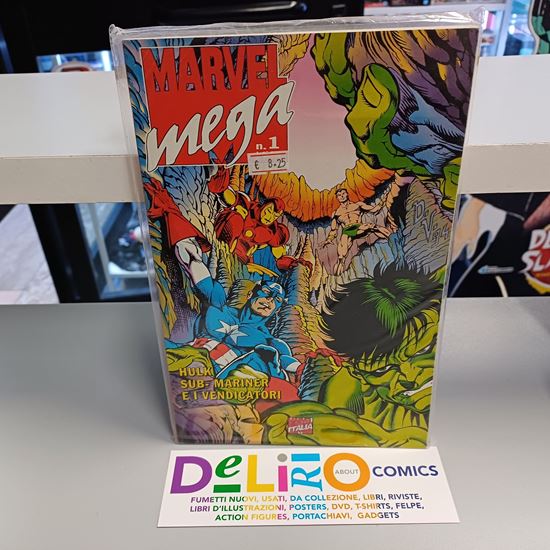 MARVEL
mega
n. 1
€ 8.25
HULK
SUB-MARINER
E I VENDICATORI
ITALIA
DeLiRiO ABOUT COMICS
FUMETTI NUOVI, USATI, DA COLLEZIONE, LIBRI, RIVISTE,
LIBRI D'ILLUSTRAZIONI, POSTERS, DVD, T-SHIRTS, FELPE,
ACTION FIGURES, PORTACHIAVI, GADGETS